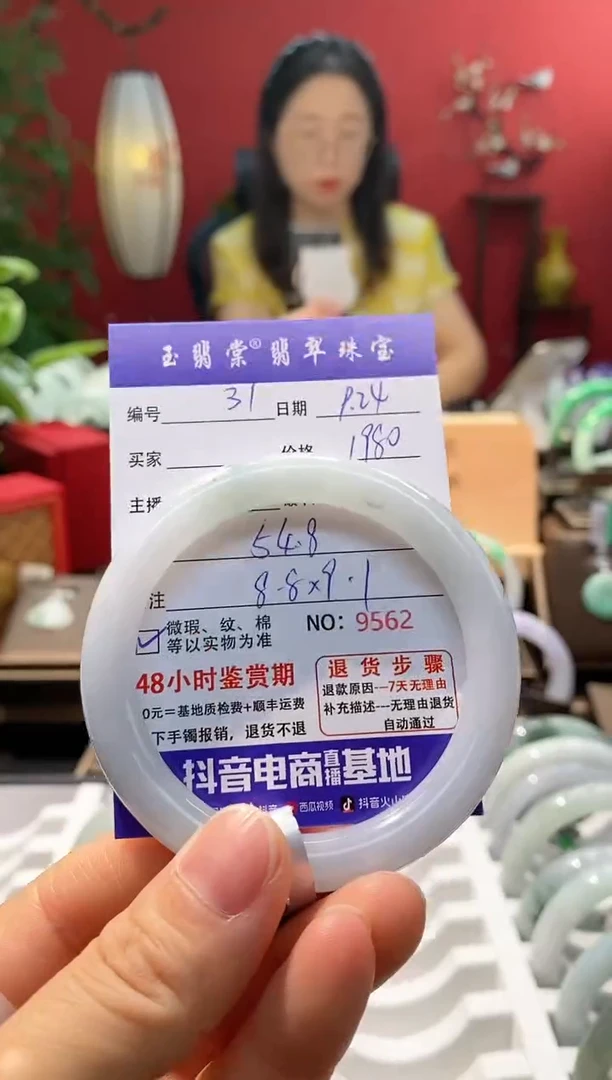 玉翡棠®翡翠珠宝
编号 31 日期 9.24
买家 价格 1980
主播
54.8
注 8.8×9.1
微瑕、纹、棉
等以实物为准
NO: 9562
48小时鉴赏期
0元=基地质检费+顺丰运费
下手镯报销，退货不退
退货步骤
退款原因---7天无理由
补充描述---无理由退货
自动通过
抖音电商直播基地
抖音 西瓜视频 抖音火山